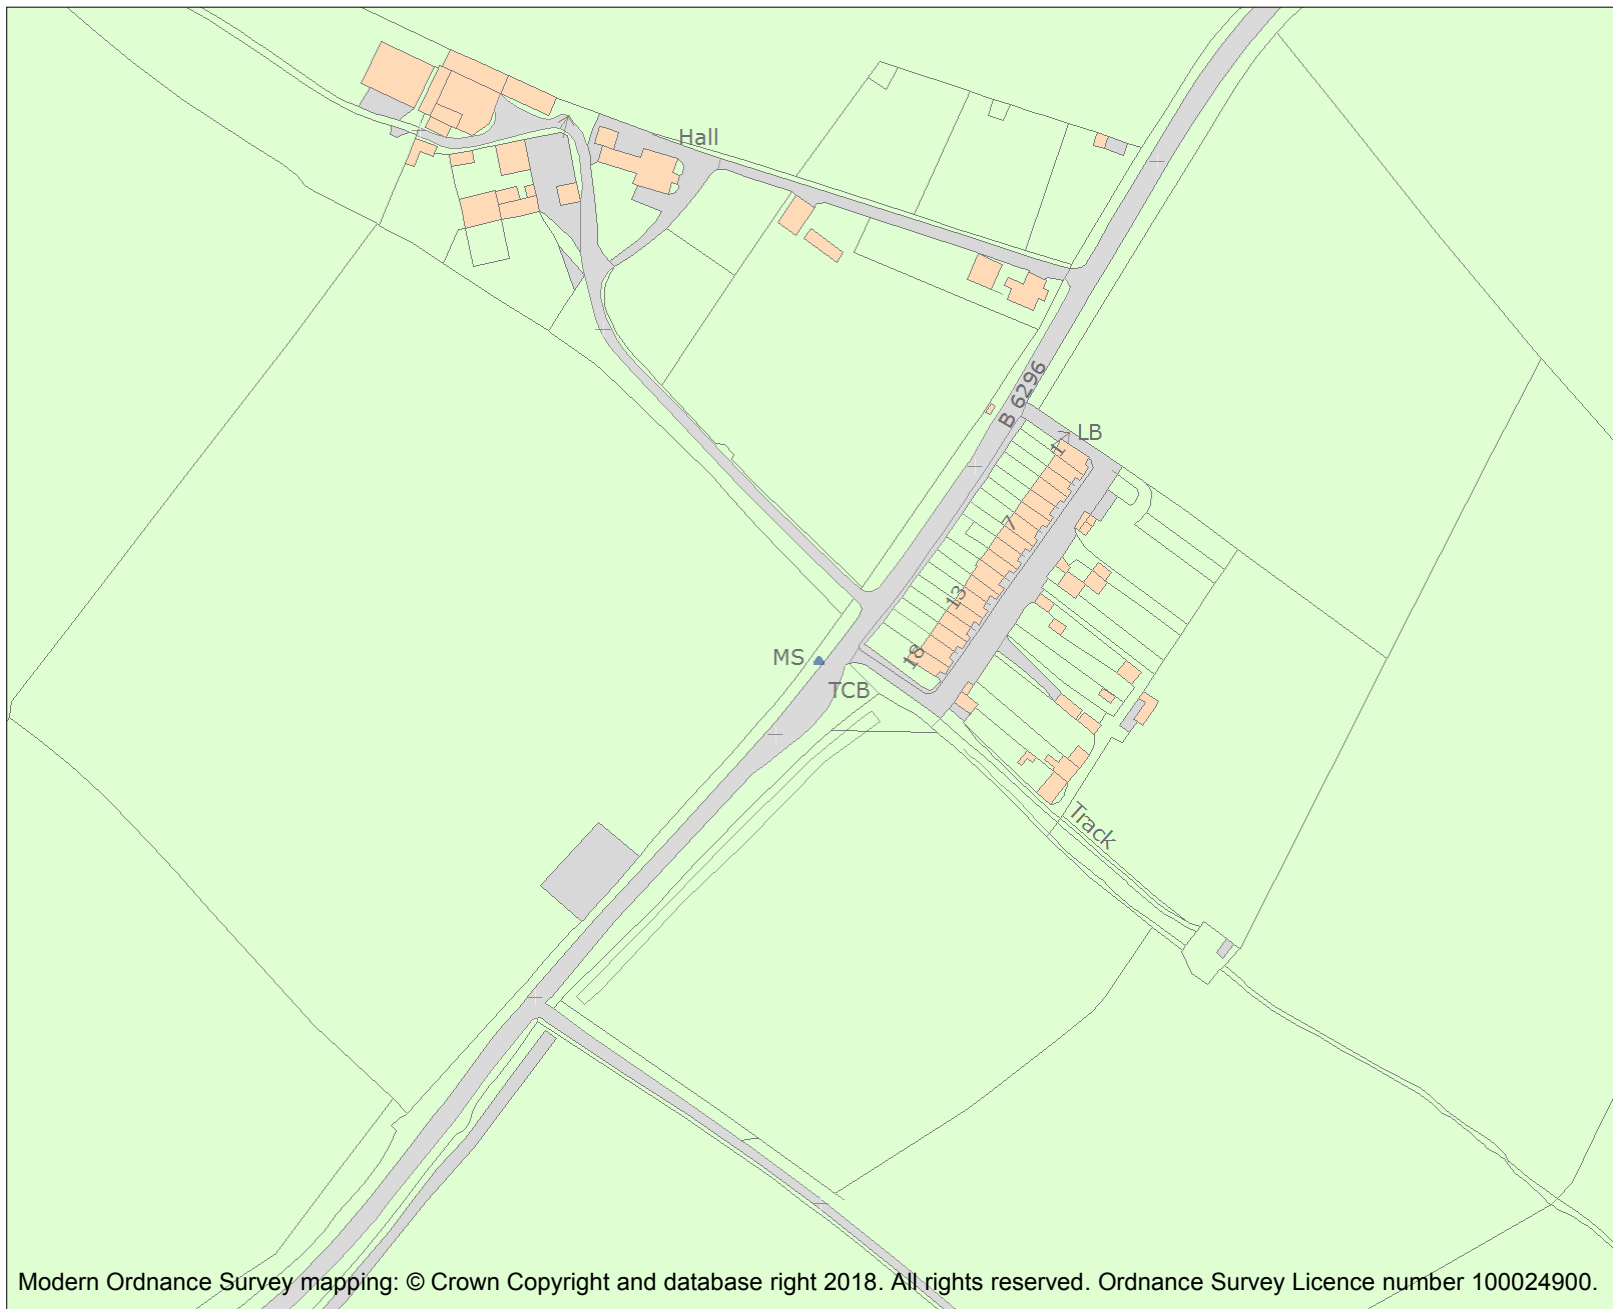 Hall
B 6296
LB
1
7
13
18
MS
TCB
Track
Modern Ordnance Survey mapping: © Crown Copyright and database right 2018. All rights reserved. Ordnance Survey Licence number 100024900.